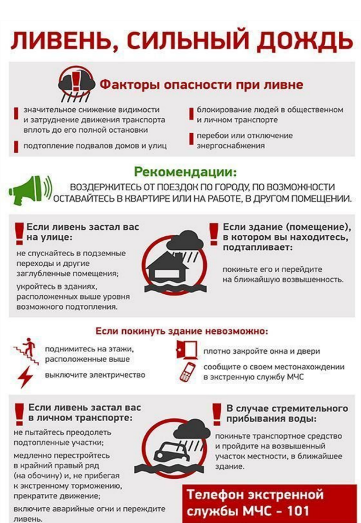 ЛИВЕНЬ, СИЛЬНЫЙ ДОЖДЬ
Факторы опасности при ливне
значительное снижение видимости
и затруднение движения транспорта
вплоть до его полной остановки
подтопление подвалов домов и улиц
блокирование людей в общественном
и личном транспорте
перебои или отключение
энергоснабжения
Рекомендации:
ВОЗДЕРЖИТЕСЬ ОТ ПОЕЗДОК ПО ГОРОДУ, ПО ВОЗМОЖНОСТИ
ОСТАВАЙТЕСЬ В КВАРТИРЕ ИЛИ НА РАБОТЕ, В ДРУГОМ ПОМЕЩЕНИИ.
Если ливень застал вас
на улице:
не спускайтесь в подземные
переходы и другие
заглубленные помещения;
укройтесь в зданиях,
расположенных выше уровня
возможного подтопления.
Если здание (помещение),
в котором вы находитесь,
подтапливает:
покиньте его и перейдите
на ближайшую возвышенность.
Если покинуть здание невозможно:
поднимитесь на этажи,
расположенные выше
выключите электричество
плотно закройте окна и двери
сообщите о своем местонахождении
в экстренную службу МЧС
Если ливень застал вас
в личном транспорте:
не пытайтесь преодолеть
подтопленные участки;
медленно перестройтесь
в крайний правый ряд
(на обочину) и, не прибегая
к экстренному торможению,
прекратите движение;
включите аварийные огни и переждите
ливень.
В случае стремительного
прибывания воды:
покиньте транспортное средство
и пройдите на возвышенный
участок местности, в ближайшее
здание.
Телефон экстренной
службы МЧС - 101